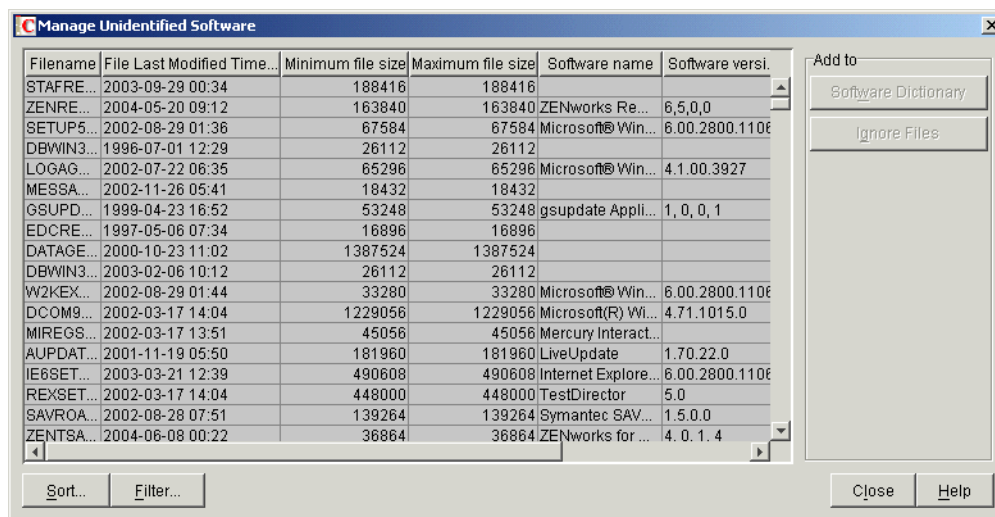 Manage Unidentified Software
Filename File Last Modified Time... Minimum file size Maximum file size Software name Software versi.
STAFRE... 2003-09-29 00:34 188416 188416
ZENRE... 2004-05-20 09:12 163840 163840 ZENworks Re... 6,5,0,0
SETUP5... 2002-08-29 01:36 67584 67584 Microsoft® Win... 6.00.2800.1106
DBWIN3... 1996-07-01 12:29 26112 26112
LOGAG... 2002-07-22 06:35 65296 65296 Microsoft® Win... 4.1.00.3927
MESSA... 2002-11-26 05:41 18432 18432
GSUPD... 1999-04-23 16:52 53248 53248 gsupdate Appli... 1, 0, 0, 1
EDCRE... 1997-05-06 07:34 16896 16896
DATAGE... 2000-10-23 11:02 1387524 1387524
DBWIN3... 2003-02-06 10:12 26112 26112
W2KEX... 2002-08-29 01:44 33280 33280 Microsoft® Win... 6.00.2800.1106
DCOM9... 2002-03-17 14:04 1229056 1229056 Microsoft(R) Wi... 4.71.1015.0
MIREGS... 2002-03-17 13:51 45056 45056 Mercury Interact...
AUPDAT... 2001-11-19 05:50 181960 181960 LiveUpdate 1.70.22.0
IE6SET... 2003-03-21 12:39 490608 490608 Internet Explore... 6.00.2800.1106
REXSET... 2002-03-17 14:04 448000 448000 TestDirector 5.0
SAVROA... 2002-08-28 07:51 139264 139264 Symantec SAV... 1.5.0.0
ZENTSA... 2004-06-08 00:22 36864 36864 ZENworks for ... 4. 0. 1. 4
Add to
Software Dictionary
Ignore Files
Sort... Filter... Close Help